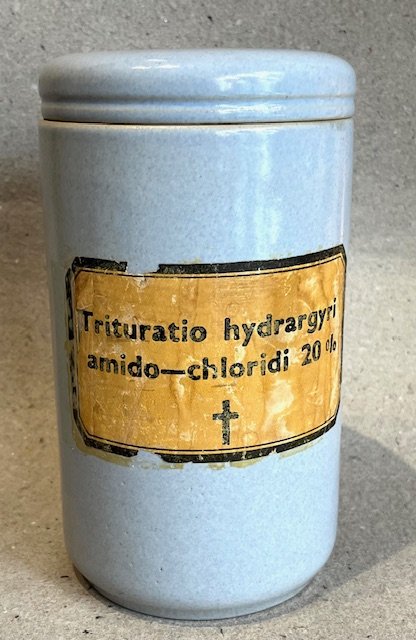 Trituratio hydrargyri
amido—chloridi 20%
†